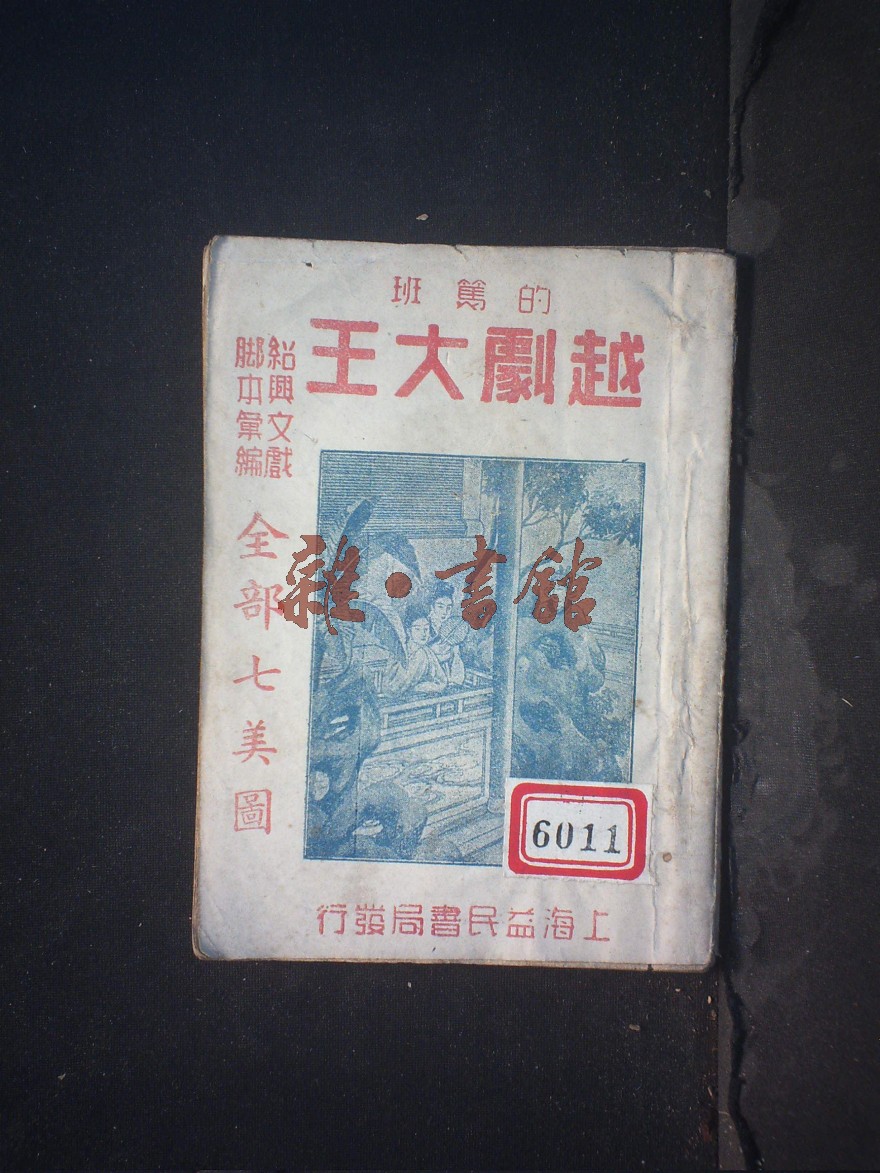 的篤班
越劇大王
紹興文戲
脚本彙編
全部七美圖
雜·書館
6011
上海益民書局發行